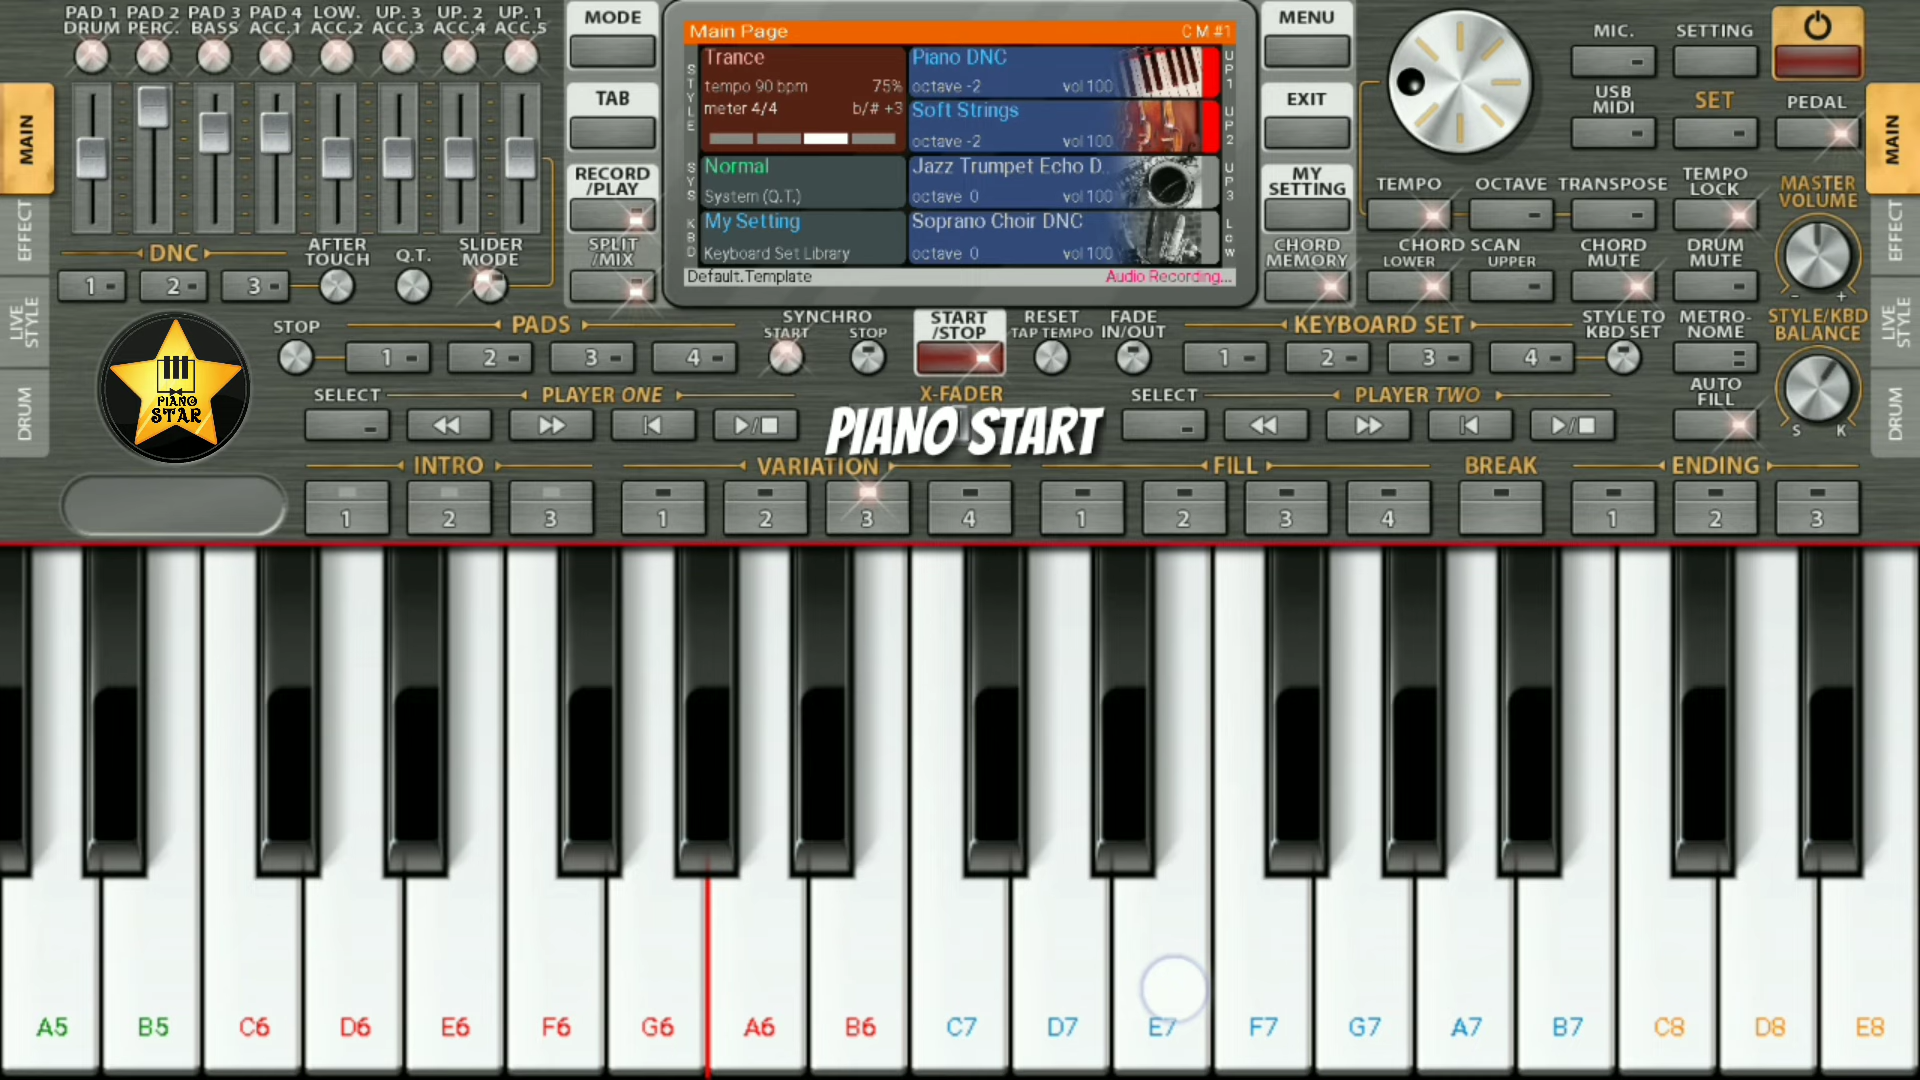 PAD 1 PAD 2 PAD 3 PAD 4 LOW. UP. 3 UP. 2 UP. 1
DRUM PERC. BASS ACC.1 ACC.2 ACC.3 ACC.4 ACC.5
MODE
TAB
RECORD
/PLAY
SPLIT
/MIX
Main Page C M #1
STYLE
Trance
tempo 90 bpm 75%
meter 4/4 b/# +3
SYS
Normal
System (Q.T.)
KBD
My Setting
Keyboard Set Library
Piano DNC
octave -2 vol 100
UP1
Soft Strings
octave -2 vol 100
UP2
Jazz Trumpet Echo D.
octave 0 vol 100
UP3
Soprano Choir DNC
octave 0 vol 100
Low
Default.Template Audio Recording...
MENU
EXIT
MY
SETTING
CHORD
MEMORY
MIC. SETTING
USB
MIDI
SET
PEDAL
TEMPO OCTAVE TRANSPOSE
TEMPO
LOCK
MASTER
VOLUME
- +
CHORD SCAN
LOWER UPPER
CHORD
MUTE
DRUM
MUTE
MAIN
EFFECT
LIVE
STYLE
DRUM
MAIN
EFFECT
LIVE
STYLE
DRUM
DNC
1 2 3
AFTER
TOUCH
Q.T.
SLIDER
MODE
STOP
PADS
1 2 3 4
SYNCHRO
START STOP
START
/STOP
RESET
TAP TEMPO
FADE
IN/OUT
KEYBOARD SET
1 2 3 4
STYLE TO
KBD SET
METRO-
NOME
STYLE/KBD
BALANCE
S K
PIANO
STAR
SELECT PLAYER ONE
X-FADER
PIANO START
SELECT PLAYER TWO
AUTO
FILL
INTRO
1 2 3
VARIATION
1 2 3 4
FILL
1 2 3 4
BREAK
ENDING
1 2 3
A5 B5 C6 D6 E6 F6 G6 A6 B6 C7 D7 E7 F7 G7 A7 B7 C8 D8 E8